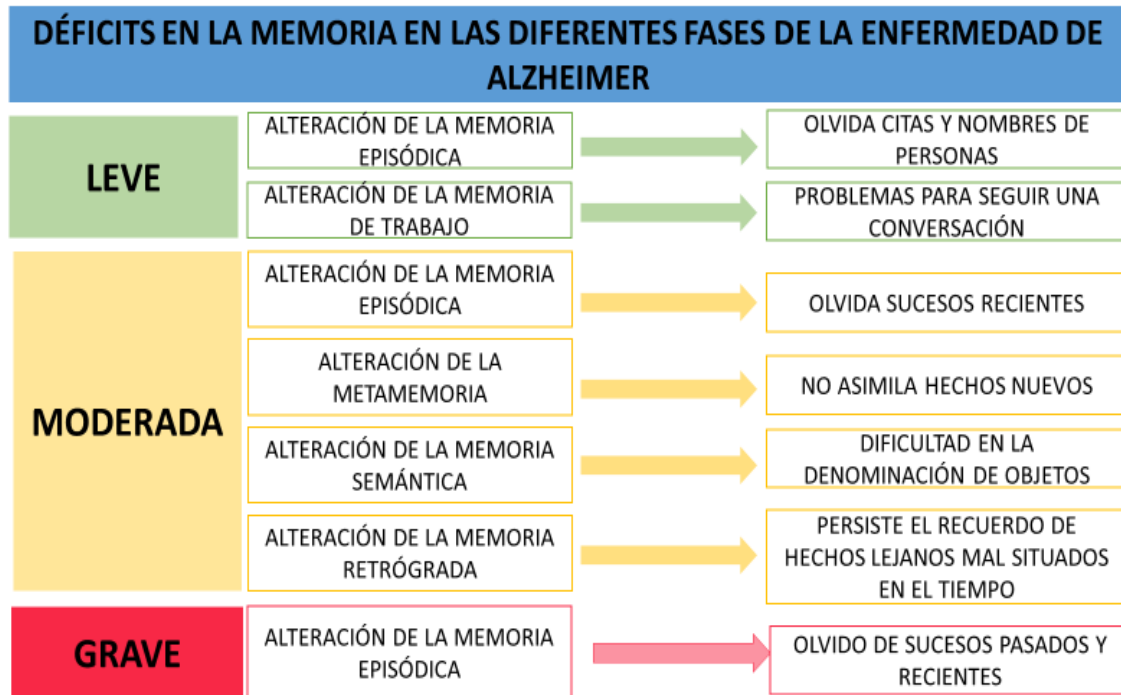 DÉFICITS EN LA MEMORIA EN LAS DIFERENTES FASES DE LA ENFERMEDAD DE
ALZHEIMER
LEVE
ALTERACIÓN DE LA MEMORIA
EPISÓDICA
OLVIDA CITAS Y NOMBRES DE
PERSONAS
ALTERACIÓN DE LA MEMORIA
DE TRABAJO
PROBLEMAS PARA SEGUIR UNA
CONVERSACIÓN
MODERADA
ALTERACIÓN DE LA MEMORIA
EPISÓDICA
OLVIDA SUCESOS RECIENTES
ALTERACIÓN DE LA
METAMEMORIA
NO ASIMILA HECHOS NUEVOS
ALTERACIÓN DE LA MEMORIA
SEMÁNTICA
DIFICULTAD EN LA
DENOMINACIÓN DE OBJETOS
ALTERACIÓN DE LA MEMORIA
RETRÓGRADA
PERSISTE EL RECUERDO DE
HECHOS LEJANOS MAL SITUADOS
EN EL TIEMPO
GRAVE
ALTERACIÓN DE LA MEMORIA
EPISÓDICA
OLVIDO DE SUCESOS PASADOS Y
RECIENTES